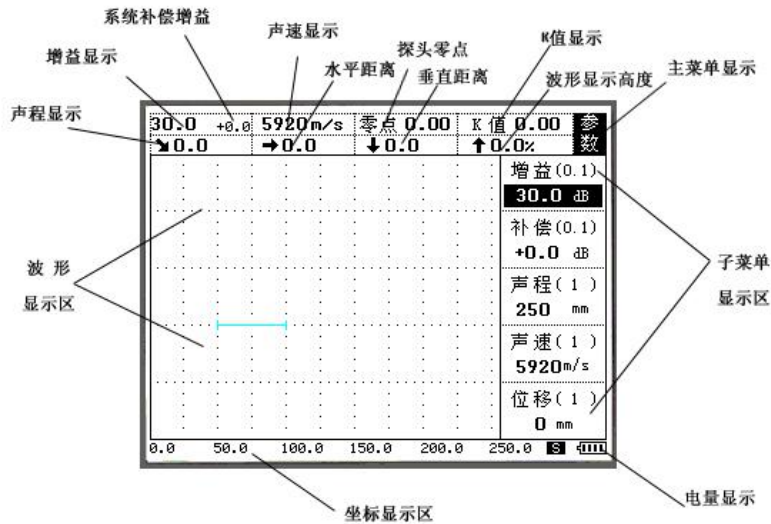 系统补偿增益
声速显示
K值显示
探头零点
增益显示
水平距离
垂直距离
波形显示高度
主菜单显示
声程显示
30.0 +0.0 5920m/s 零点 0.00 K值 0.00 参数
↘0.0 →0.0 ↓0.0 ↑0.0%
增益(0.1)
30.0 dB
补偿(0.1)
+0.0 dB
声程(1)
250 mm
声速(1)
5920m/s
位移(1)
0 mm
波形
显示区
子菜单
显示区
0.0 50.0 100.0 150.0 200.0 250.0 S
坐标显示区
电量显示